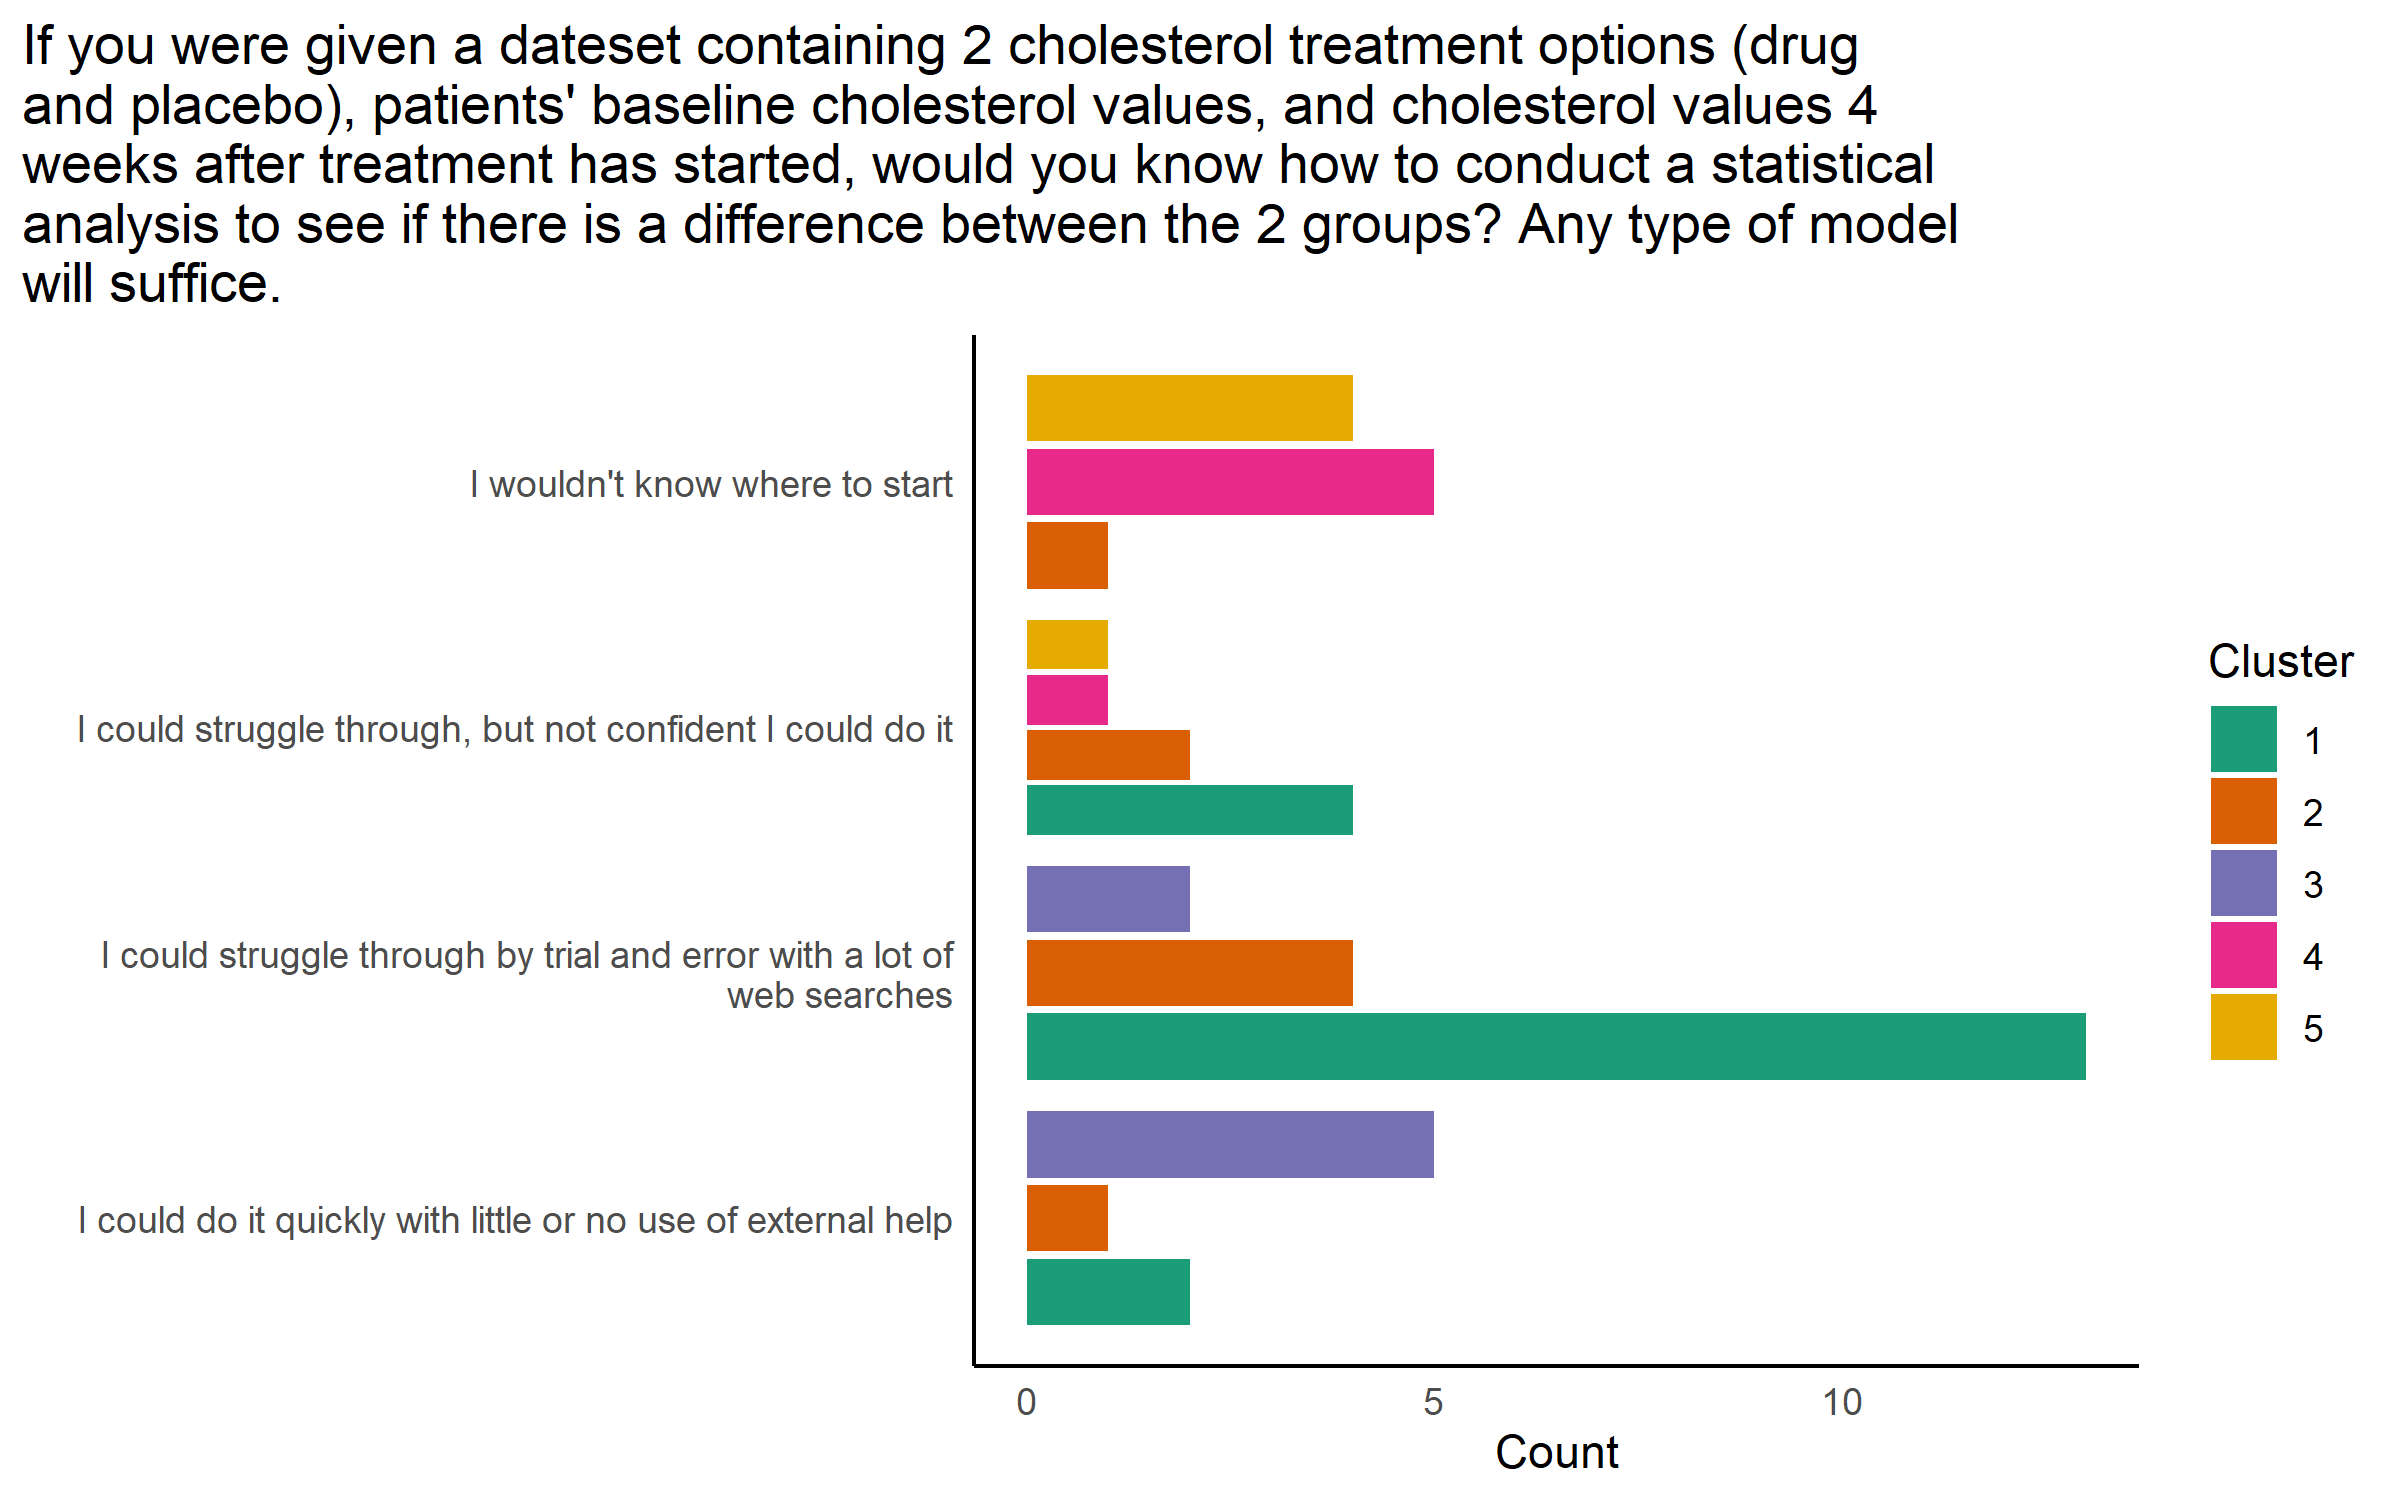 If you were given a dateset containing 2 cholesterol treatment options (drug
and placebo), patients' baseline cholesterol values, and cholesterol values 4
weeks after treatment has started, would you know how to conduct a statistical
analysis to see if there is a difference between the 2 groups? Any type of model
will suffice.
I wouldn't know where to start
I could struggle through, but not confident I could do it
I could struggle through by trial and error with a lot of
web searches
I could do it quickly with little or no use of external help
0
5
10
Count
Cluster
1
2
3
4
5